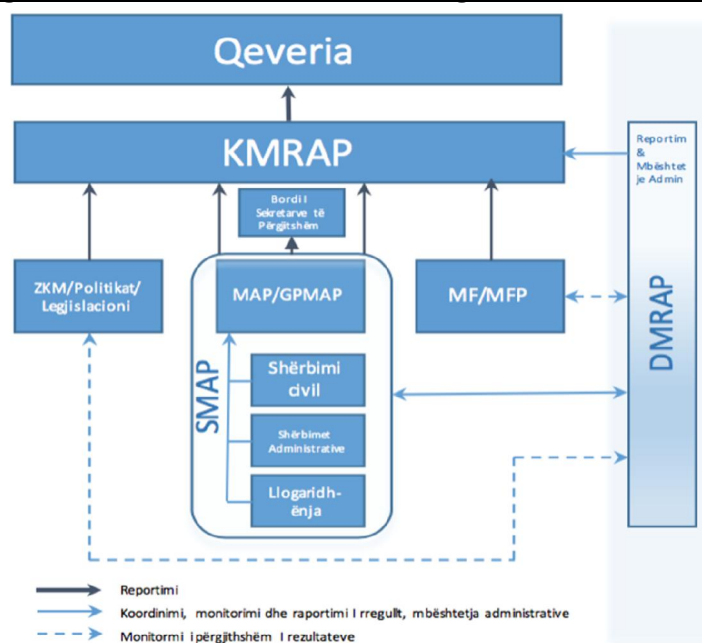 Qeveria
KMRAP
Reportim
&
Mbështet
je Admin
Bordi I
Sekretarve të
Përgjitshëm
ZKM/Politikat/
Legjislacioni
MAP/GPMAP
MF/MFP
DMRAP
SMAP
Shërbimi
civil
Shërbimet
Administrative
Llogaridh-
ënja
Reportimi
Koordinimi, monitorimi dhe raportimi I rregullt, mbështetja administrative
Monitormi i përgjithshëm I rezultateve